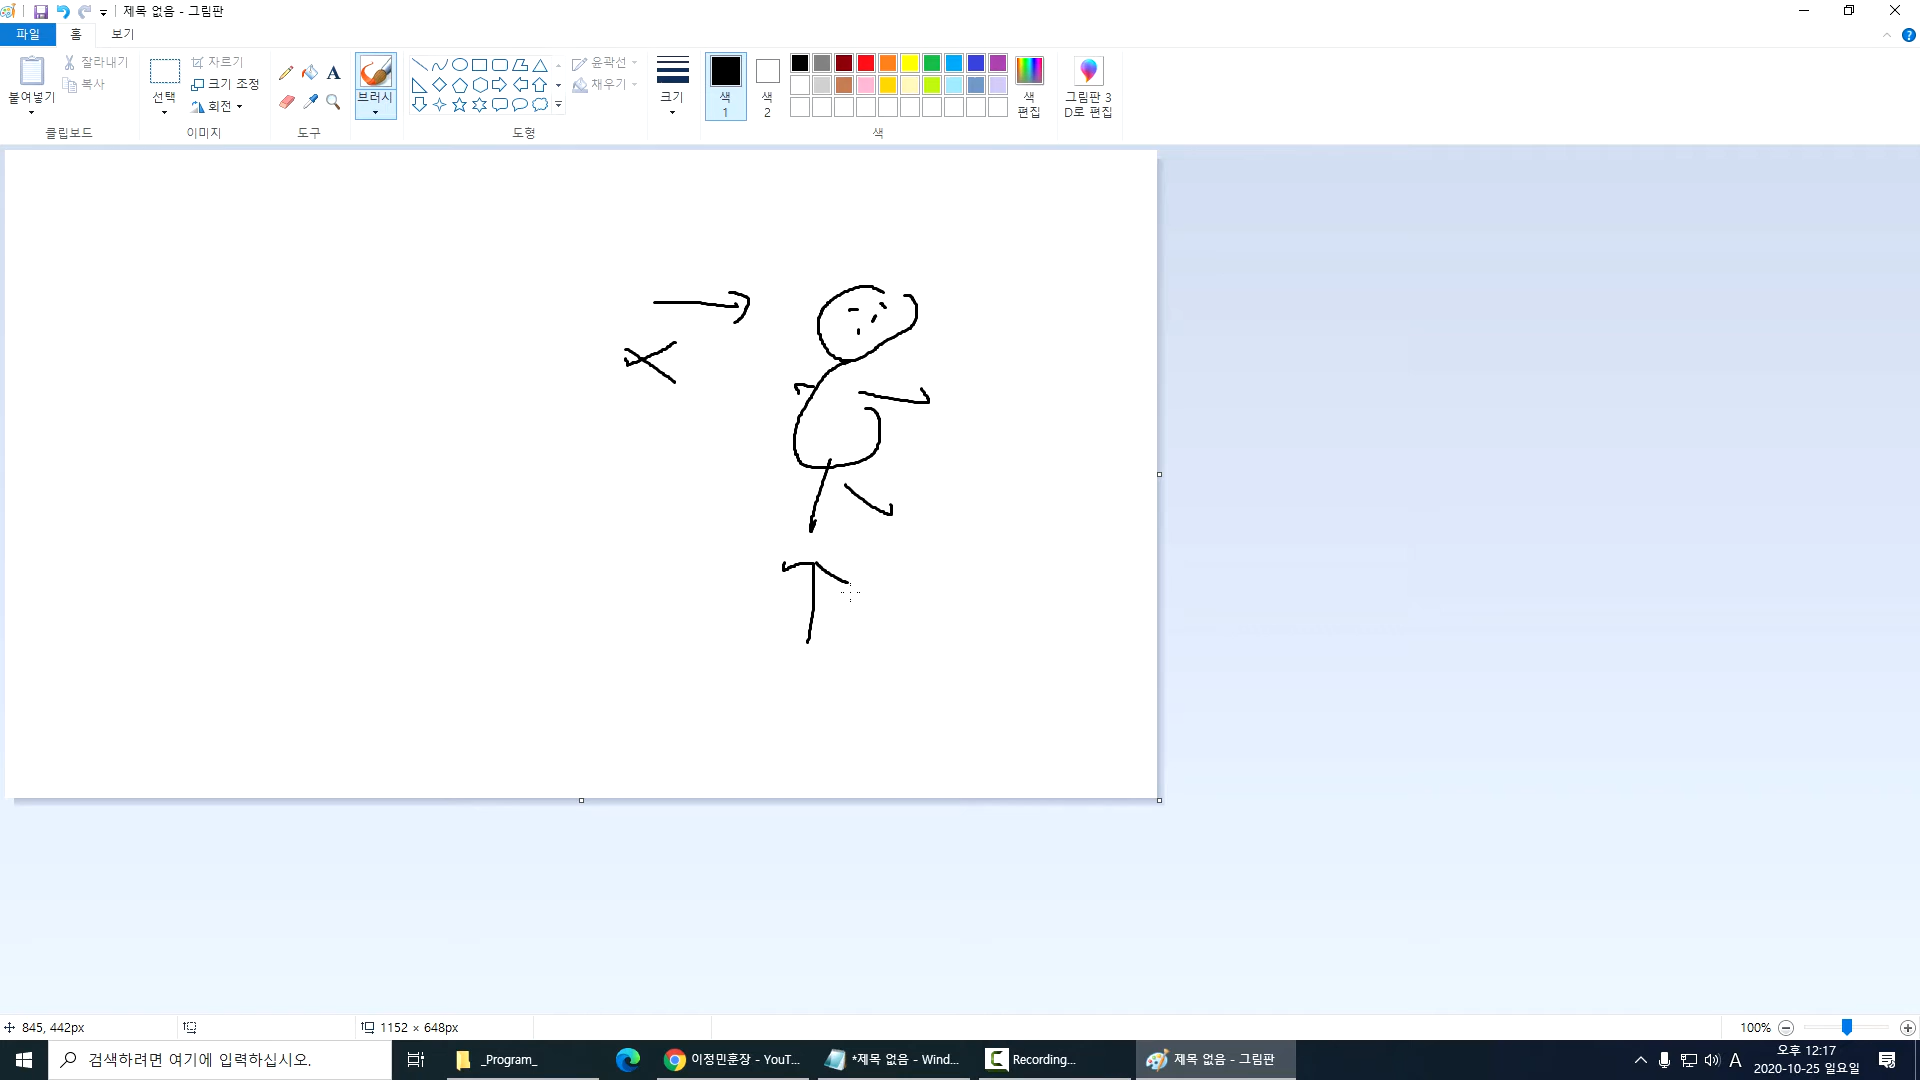 제목 없음 - 그림판
파일 홈 보기
붙여넣기 잘라내기 복사
클립보드
선택 자르기 크기 조정 회전
이미지
A
도구
브러시
윤곽선 채우기
도형
크기
색 1
색 2
색 편집
색
그림판 3D로 편집
845, 442px
1152 × 648px
100%
검색하려면 여기에 입력하십시오.
_Program_
이정민훈장 - YouT...
*제목 없음 - Wind...
Recording...
제목 없음 - 그림판
A
오후 12:17
2020-10-25 일요일